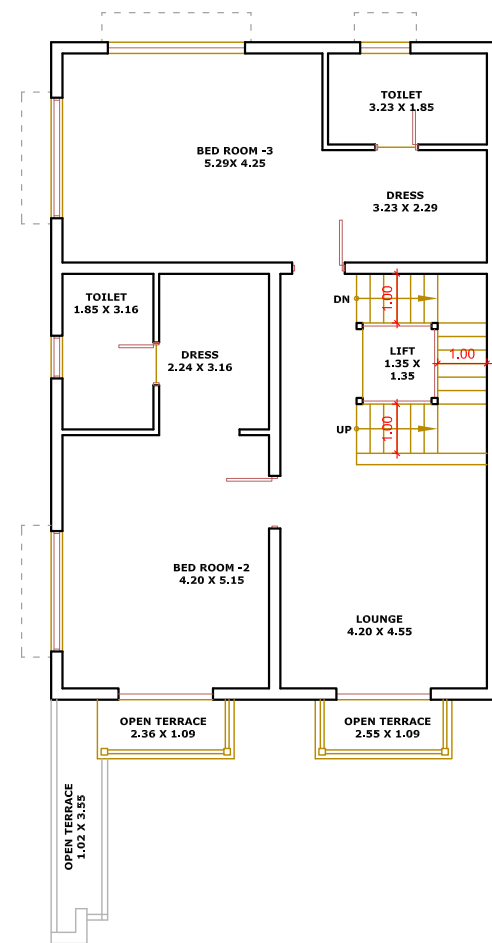 TOILET
3.23 X 1.85
BED ROOM -3
5.29X 4.25
DRESS
3.23 X 2.29
TOILET
1.85 X 3.16
DRESS
2.24 X 3.16
DN
1.00
LIFT
1.35 X
1.35
1.00
UP
1.00
BED ROOM -2
4.20 X 5.15
LOUNGE
4.20 X 4.55
OPEN TERRACE
2.36 X 1.09
OPEN TERRACE
2.55 X 1.09
OPEN TERRACE
1.02 X 3.55